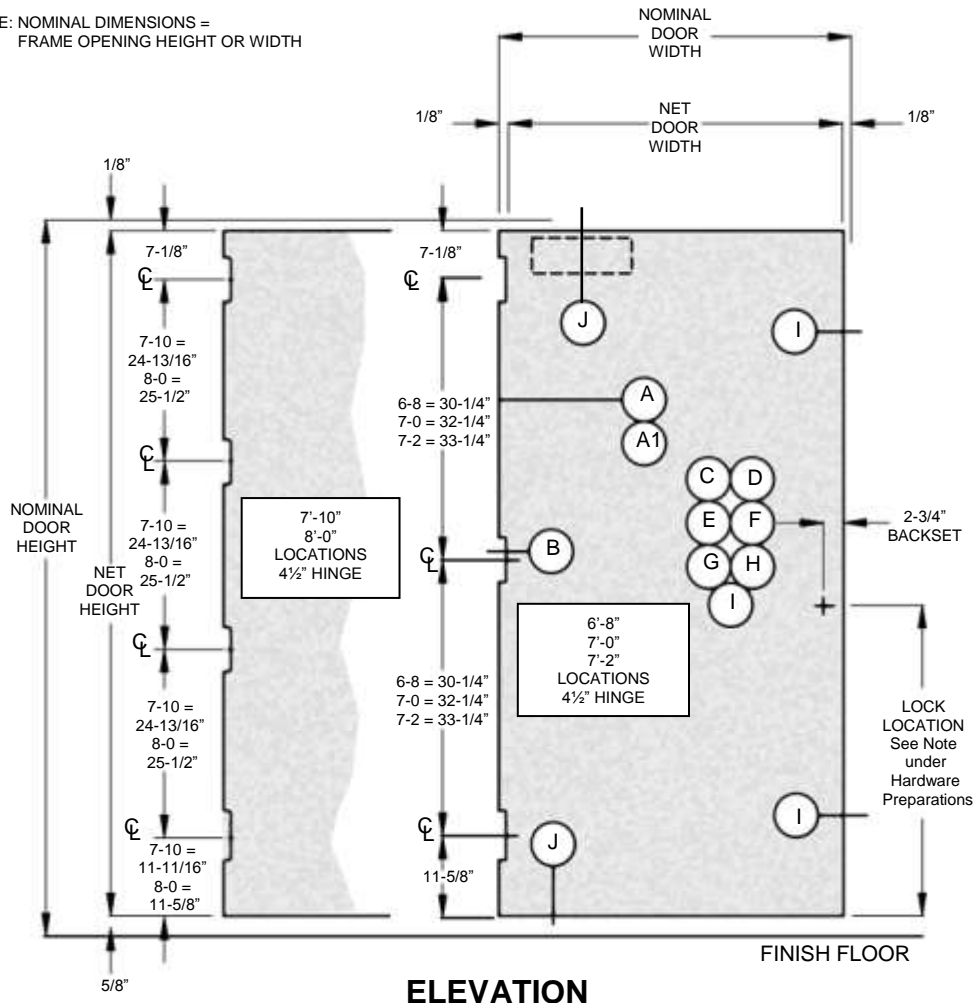 E: NOMINAL DIMENSIONS =
FRAME OPENING HEIGHT OR WIDTH
NOMINAL
DOOR
WIDTH
1/8”
NET
DOOR
WIDTH
1/8”
1/8”
7-1/8”
7-1/8”
℄
℄
J
I
7-10 =
24-13/16”
8-0 =
25-1/2”
6-8 = 30-1/4”
7-0 = 32-1/4”
7-2 = 33-1/4”
A
A1
℄
C
D
E
F
2-3/4”
BACKSET
G
H
I
NOMINAL
DOOR
HEIGHT
NET
DOOR
HEIGHT
7-10 =
24-13/16”
8-0 =
25-1/2”
7’-10”
8’-0”
LOCATIONS
4½” HINGE
℄
B
6’-8”
7’-0”
7’-2”
LOCATIONS
4½” HINGE
℄
7-10 =
24-13/16”
8-0 =
25-1/2”
6-8 = 30-1/4”
7-0 = 32-1/4”
7-2 = 33-1/4”
LOCK
LOCATION
See Note
under
Hardware
Preparations
℄
℄
J
I
7-10 =
11-11/16”
8-0 =
11-5/8”
11-5/8”
FINISH FLOOR
5/8”
ELEVATION